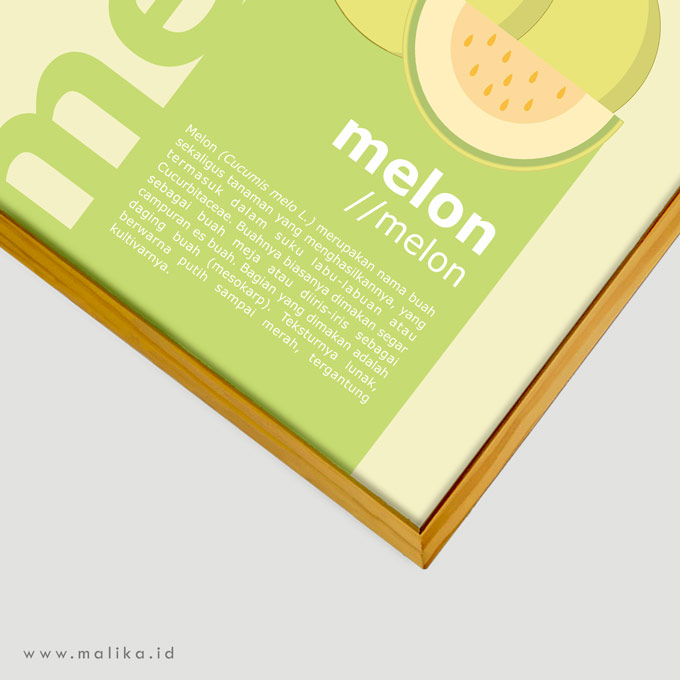 me
melon
//melon
Melon (Cucumis melo L.) merupakan nama buah
sekaligus tanaman yang menghasilkannya, yang
termasuk dalam suku labu-labuan atau
Cucurbitaceae. Buahnya biasanya dimakan segar
sebagai buah meja atau diiris-iris sebagai
campuran es buah. Bagian yang dimakan adalah
daging buah (mesokarp). Teksturnya lunak,
berwarna putih sampai merah, tergantung
kultivarnya.
www.malika.id